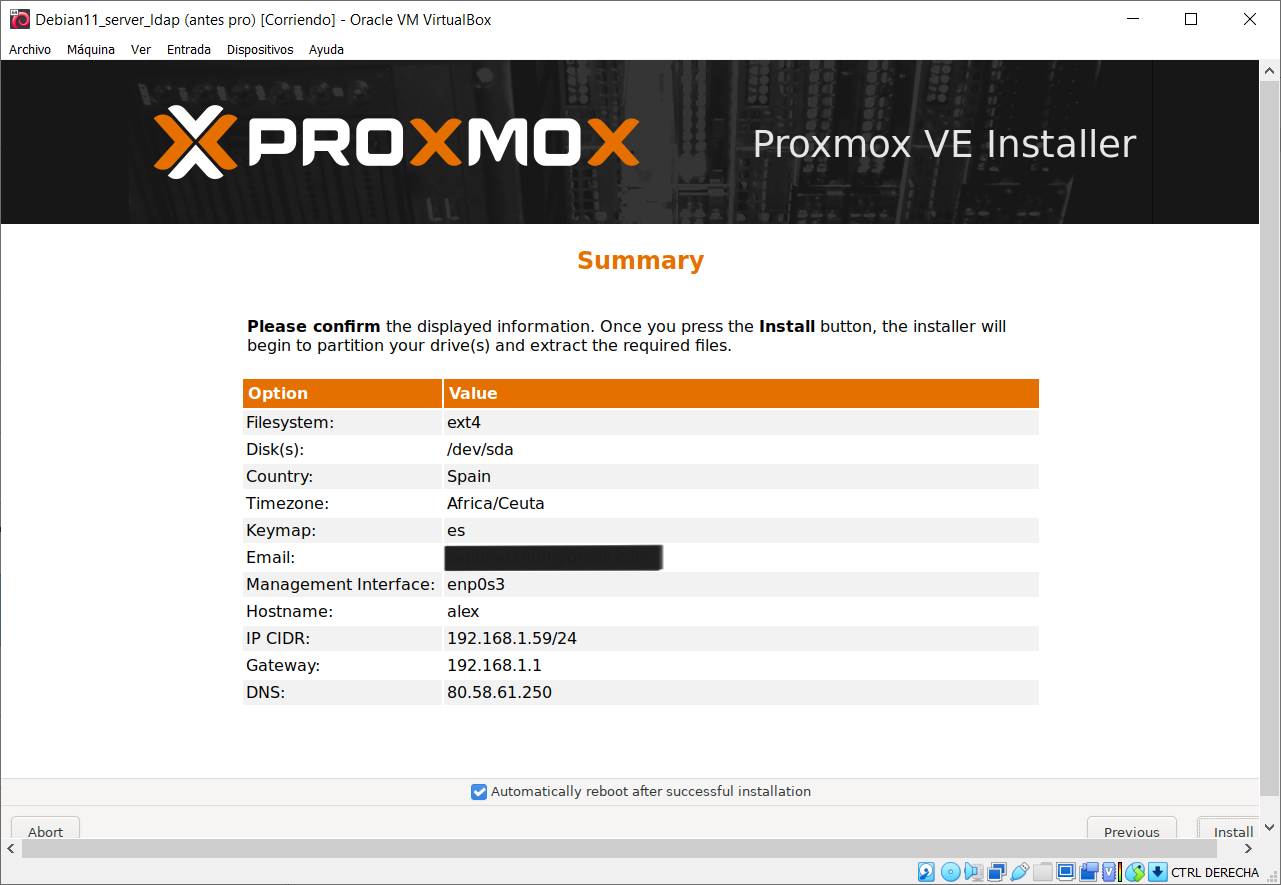 Debian11_server_ldap (antes pro) [Corriendo] - Oracle VM VirtualBox
Archivo Máquina Ver Entrada Dispositivos Ayuda
PROXMOX Proxmox VE Installer
Summary
Please confirm the displayed information. Once you press the Install button, the installer will
begin to partition your drive(s) and extract the required files.
Option Value
Filesystem: ext4
Disk(s): /dev/sda
Country: Spain
Timezone: Africa/Ceuta
Keymap: es
Email:
Management Interface: enp0s3
Hostname: alex
IP CIDR: 192.168.1.59/24
Gateway: 192.168.1.1
DNS: 80.58.61.250
Automatically reboot after successful installation
Abort Previous Install
CTRL DERECHA